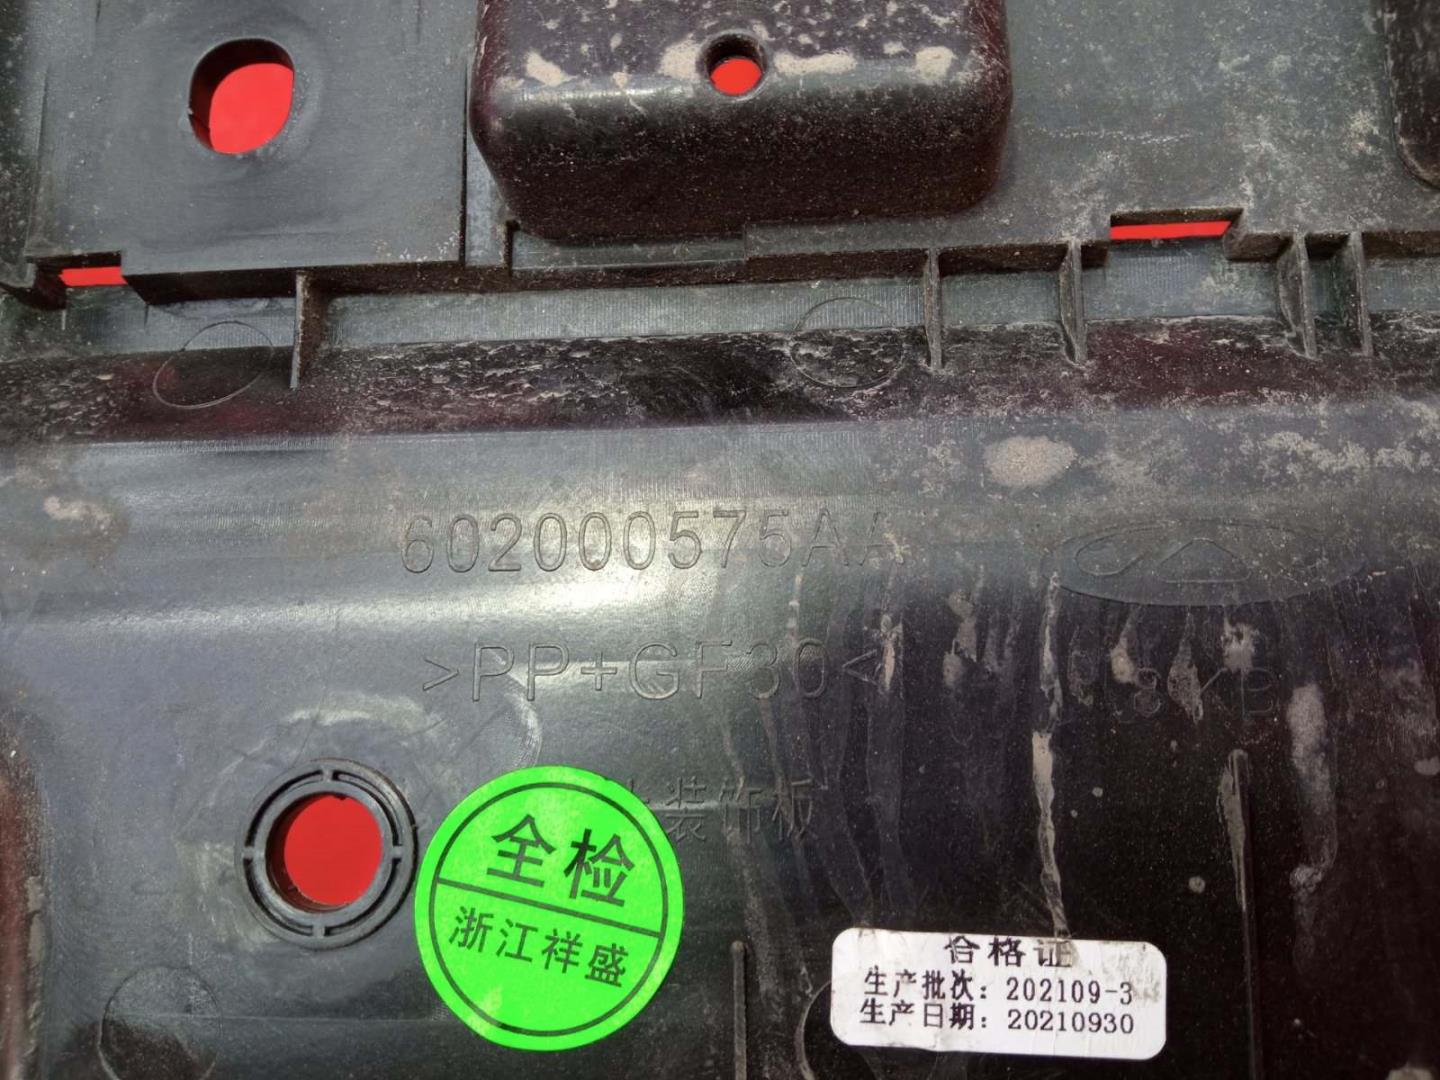 602000575AA
>PP+GF30<
装饰板
全检
浙江祥盛
合格证
生产批次：202109-3
生产日期：20210930